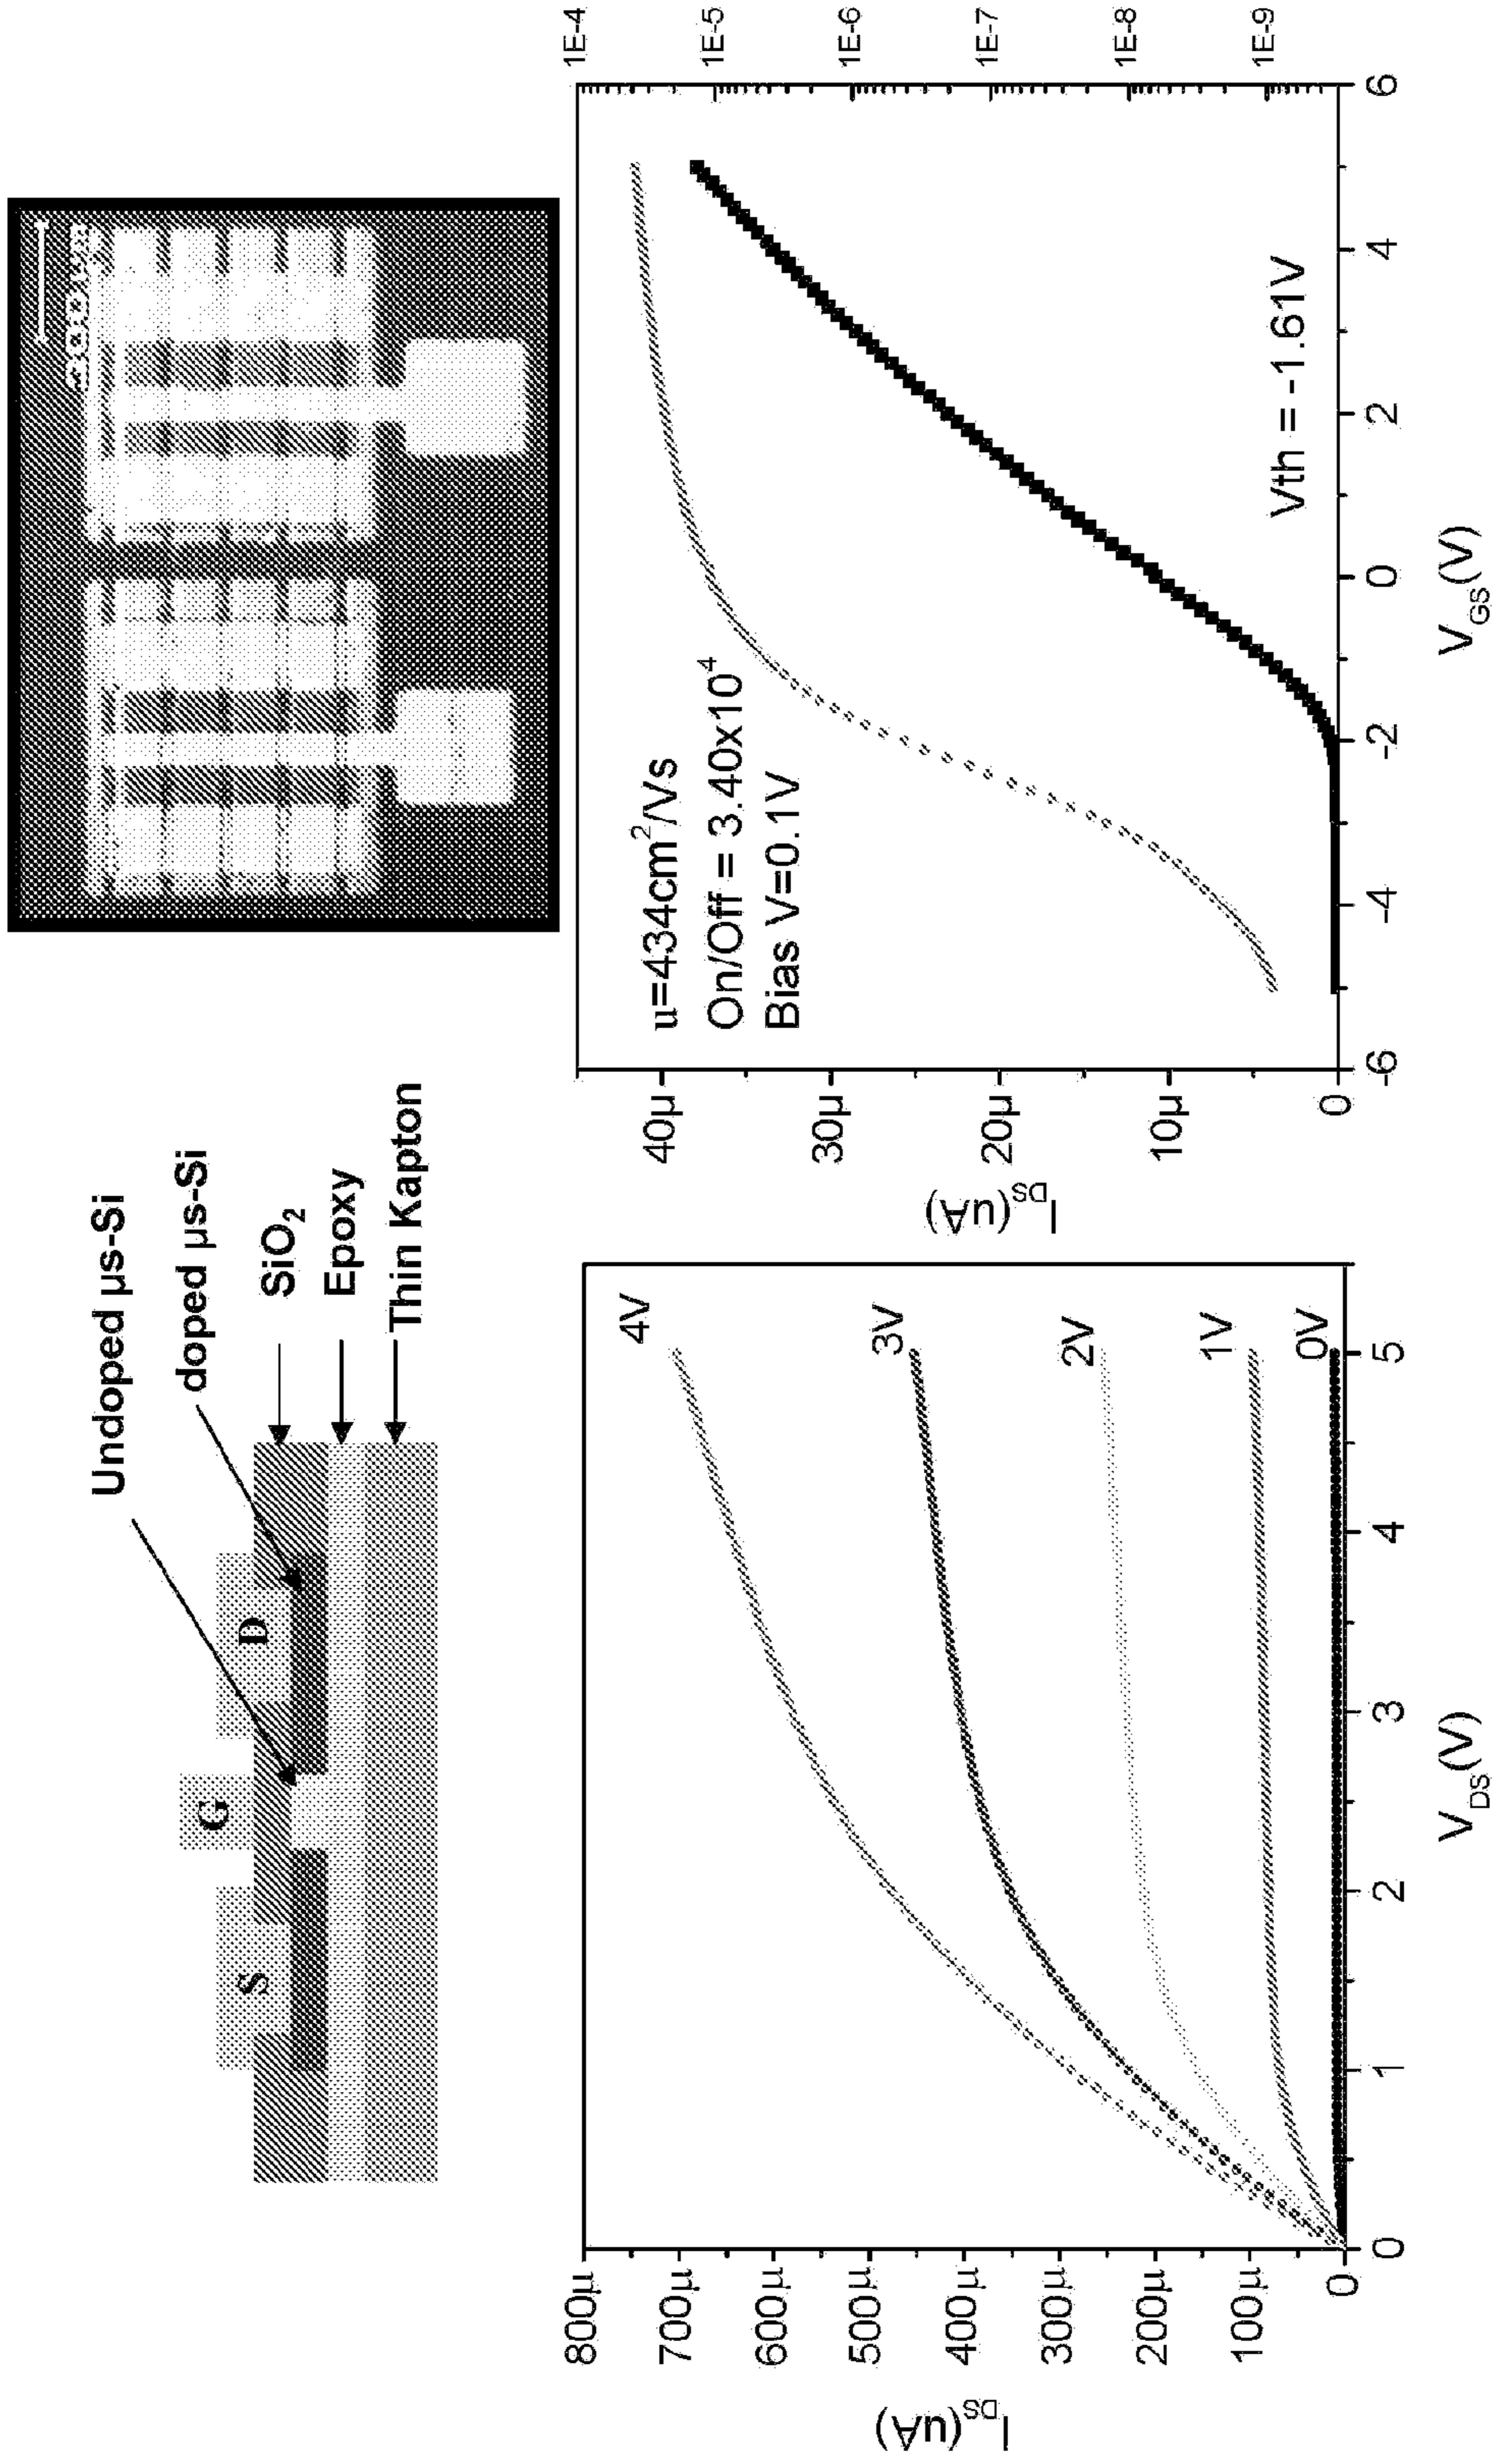 Undoped µs-Si
doped µs-Si
SiO2
Epoxy
Thin Kapton
S
G
D
300µm
IDS(uA)
800µ
700µ
600µ
500µ
400µ
300µ
200µ
100µ
0
4V
3V
2V
1V
0V
0
1
2
3
4
5
VDS(V)
IDS(uA)
40µ
30µ
20µ
10µ
0
u=434cm2/Vs
On/Off = 3.40x10^4
Bias V=0.1V
Vth = -1.61V
1E-4
1E-5
1E-6
1E-7
1E-8
1E-9
-6
-4
-2
0
2
4
6
VGS(V)